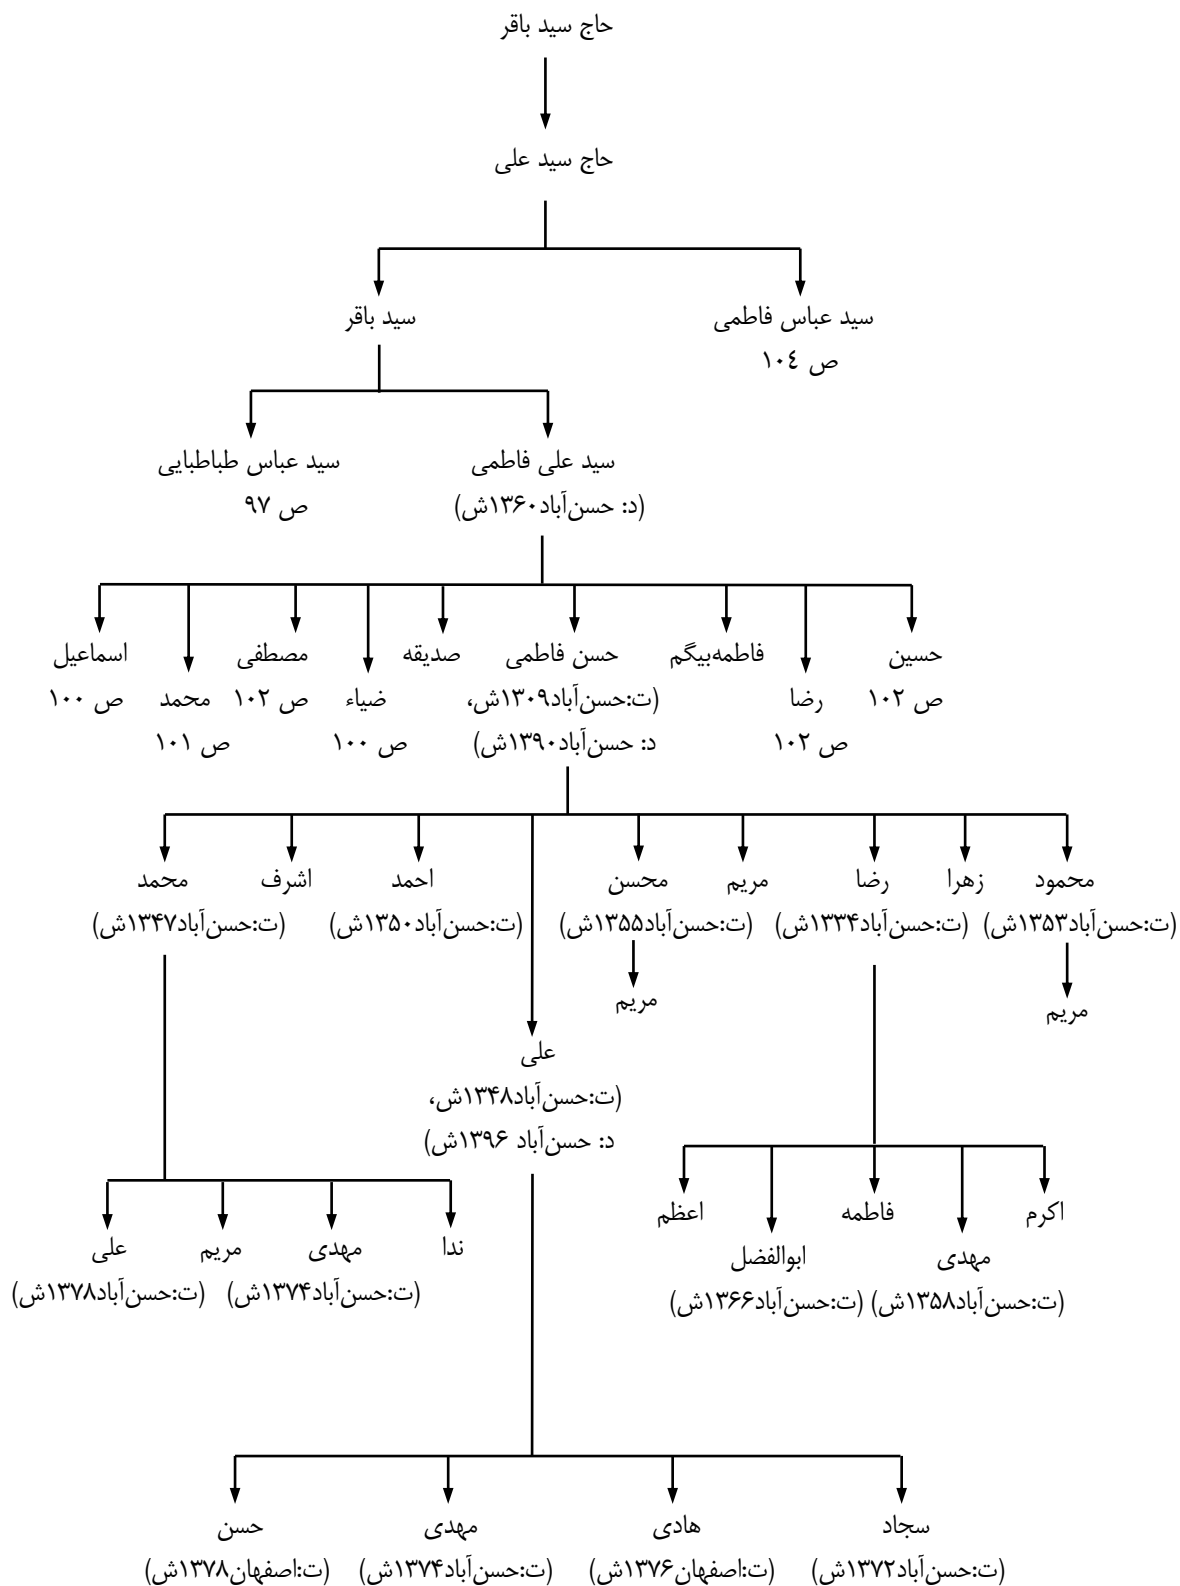 حاج سید باقر
حاج سید علی
سید عباس فاطمی
ص ١٠٤
سید باقر
سید علی فاطمی
(د: حسن‌آباد۱۳۶۰ش)
سید عباس طباطبایی
ص ۹۷
حسین
ص ۱۰۲
رضا
ص ۱۰۲
فاطمه‌بیگم
حسن فاطمی
(ت:حسن‌آباد۱۳۰۹ش،
د: حسن‌آباد۱۳۹۰ش)
صدیقه
ضیاء
ص ۱۰۰
مصطفی
ص ۱۰۲
محمد
ص ۱۰۱
اسماعیل
ص ۱۰۰
محمود
(ت:حسن‌آباد۱۳۵۳ش)
مریم
زهرا
رضا
(ت:حسن‌آباد۱۳۳۴ش)
مریم
محسن
(ت:حسن‌آباد۱۳۵۵ش)
مریم
احمد
(ت:حسن‌آباد۱۳۵۰ش)
اشرف
محمد
(ت:حسن‌آباد۱۳۴۷ش)
علی
(ت:حسن‌آباد۱۳۴۸ش،
د: حسن‌آباد ۱۳۹۶ش)
اکرم
مهدی
(ت:حسن‌آباد۱۳۵۸ش)
فاطمه
ابوالفضل
(ت:حسن‌آباد۱۳۶۶ش)
اعظم
ندا
مهدی
(ت:حسن‌آباد۱۳۷۴ش)
مریم
علی
(ت:حسن‌آباد۱۳۷۸ش)
سجاد
(ت:حسن‌آباد۱۳۷۲ش)
هادی
(ت:اصفهان۱۳۷۶ش)
مهدی
(ت:حسن‌آباد۱۳۷۴ش)
حسن
(ت:اصفهان۱۳۷۸ش)